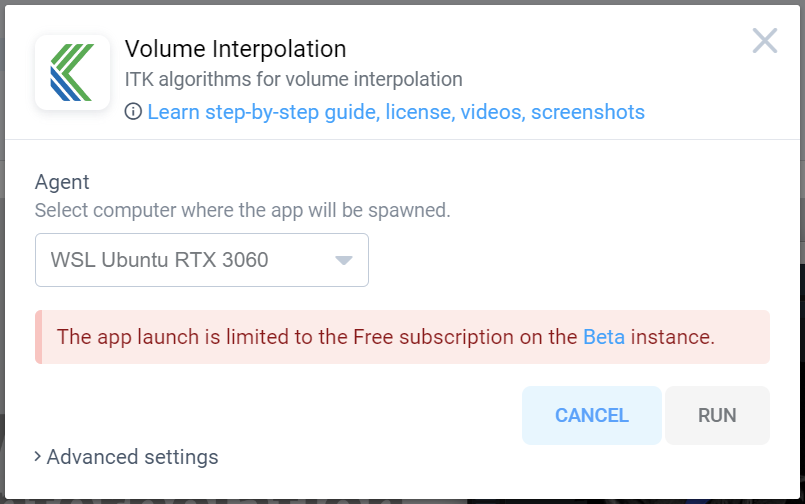 Volume Interpolation
ITK algorithms for volume interpolation
Learn step-by-step guide, license, videos, screenshots
Agent
Select computer where the app will be spawned.
WSL Ubuntu RTX 3060
The app launch is limited to the Free subscription on the Beta instance.
CANCEL RUN
Advanced settings